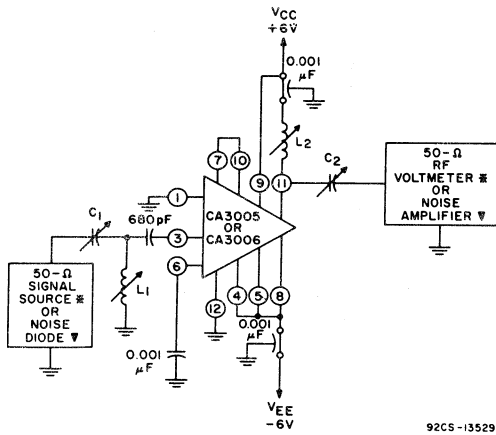 VCC
+6V
0.001
μF
L2
7
10
9
11
C2
50-Ω
RF
VOLTMETER *
OR
NOISE
AMPLIFIER ▼
1
CA3005
OR
CA3006
C1
680pF
3
6
L1
50-Ω
SIGNAL
SOURCE *
OR
NOISE
DIODE ▼
12
4
5
8
0.001
μF
0.001
μF
VEE
-6V
92CS-13529